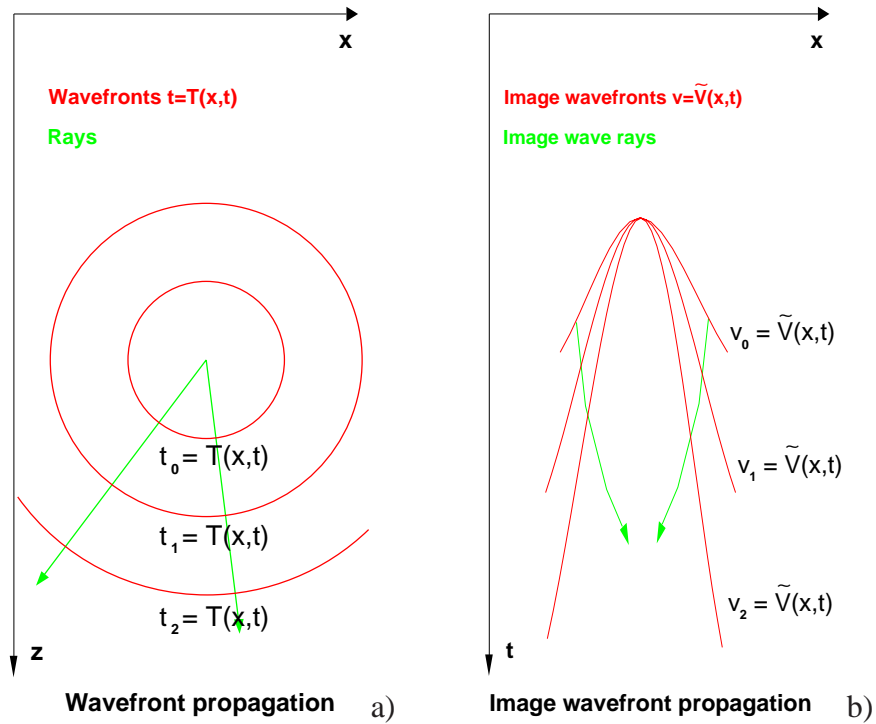 x
Wavefronts t=T(x,t)
Rays
t₀= T(x,t)
t₁= T(x,t)
t₂= T(x,t)
z
Wavefront propagation a)
x
Image wavefronts v=Ṽ(x,t)
Image wave rays
v₀ = Ṽ(x,t)
v₁ = Ṽ(x,t)
v₂ = Ṽ(x,t)
t
Image wavefront propagation b)